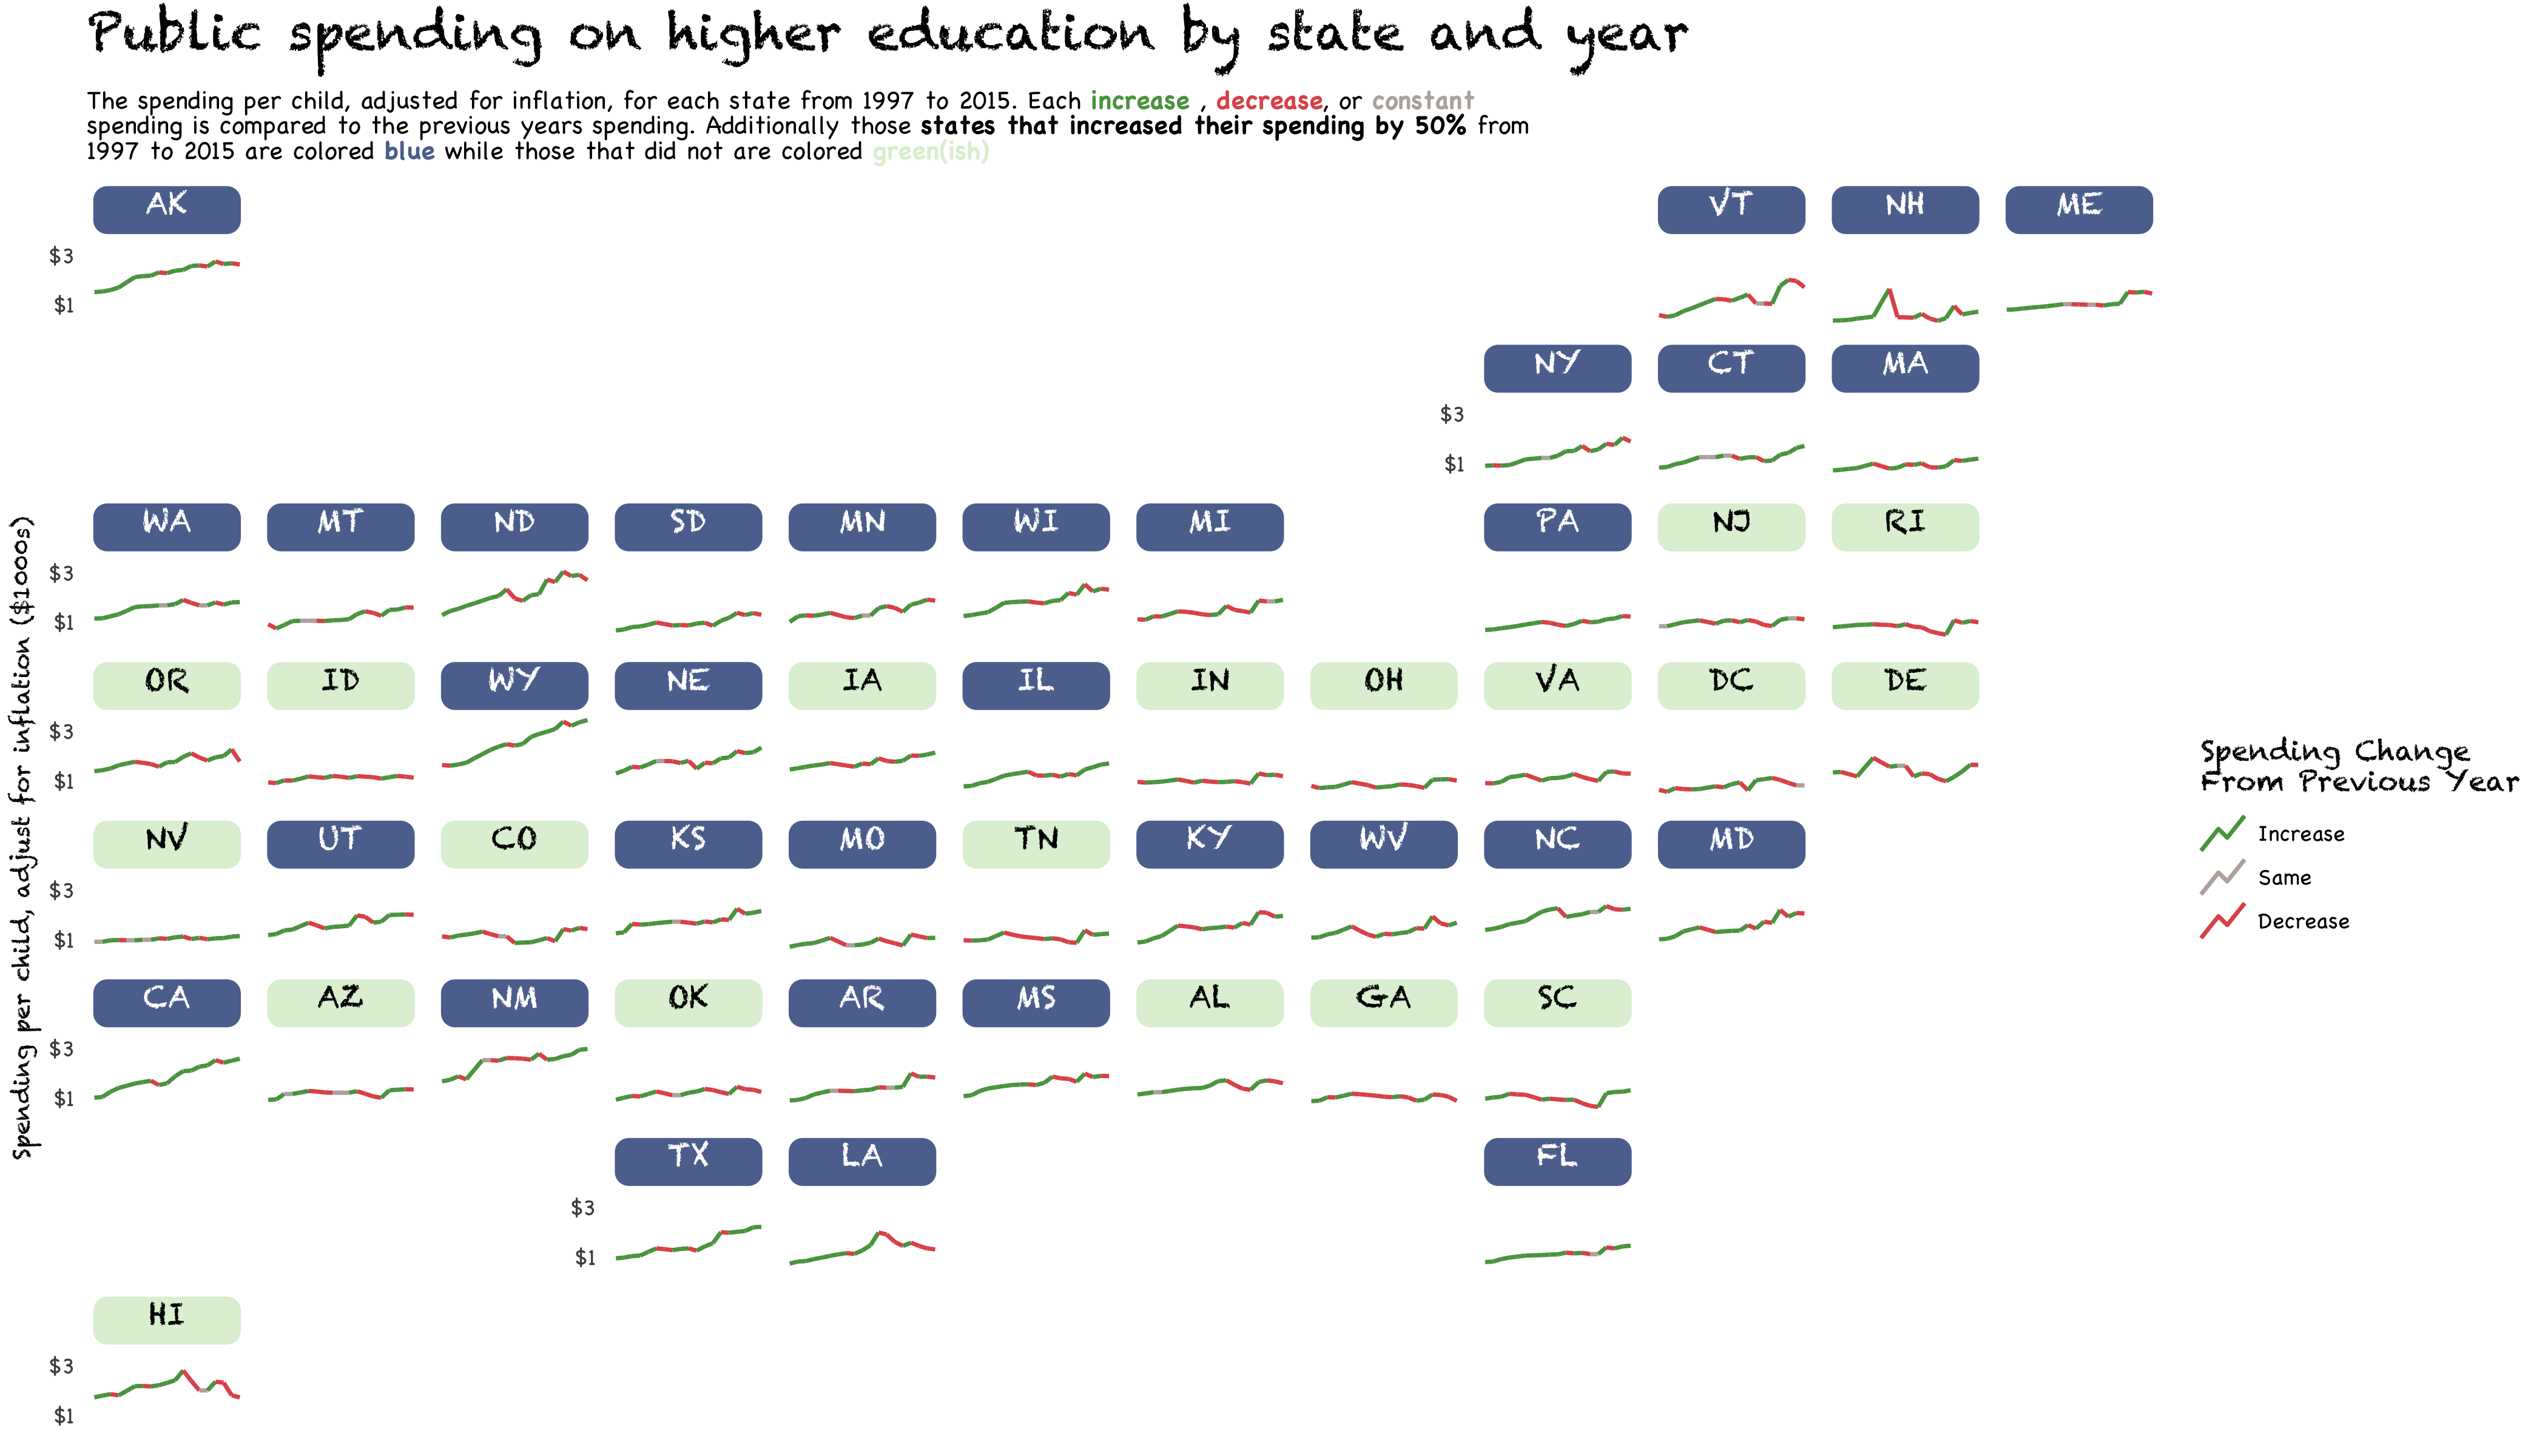 Public spending on higher education by state and year
The spending per child, adjusted for inflation, for each state from 1997 to 2015. Each increase , decrease, or constant
spending is compared to the previous years spending. Additionally those states that increased their spending by 50% from
1997 to 2015 are colored blue while those that did not are colored green(ish)
Spending per child, adjust for inflation ($1000s)
AK VT NH ME
$3
$1
NY CT MA
$3
$1
WA MT ND SD MN WI MI PA NJ RI
$3
$1
OR ID WY NE IA IL IN OH VA DC DE
$3
$1
NV UT CO KS MO TN KY WV NC MD
$3
$1
CA AZ NM OK AR MS AL GA SC
$3
$1
TX LA FL
$3
$1
HI
$3
$1
Spending Change
From Previous Year
Increase
Same
Decrease